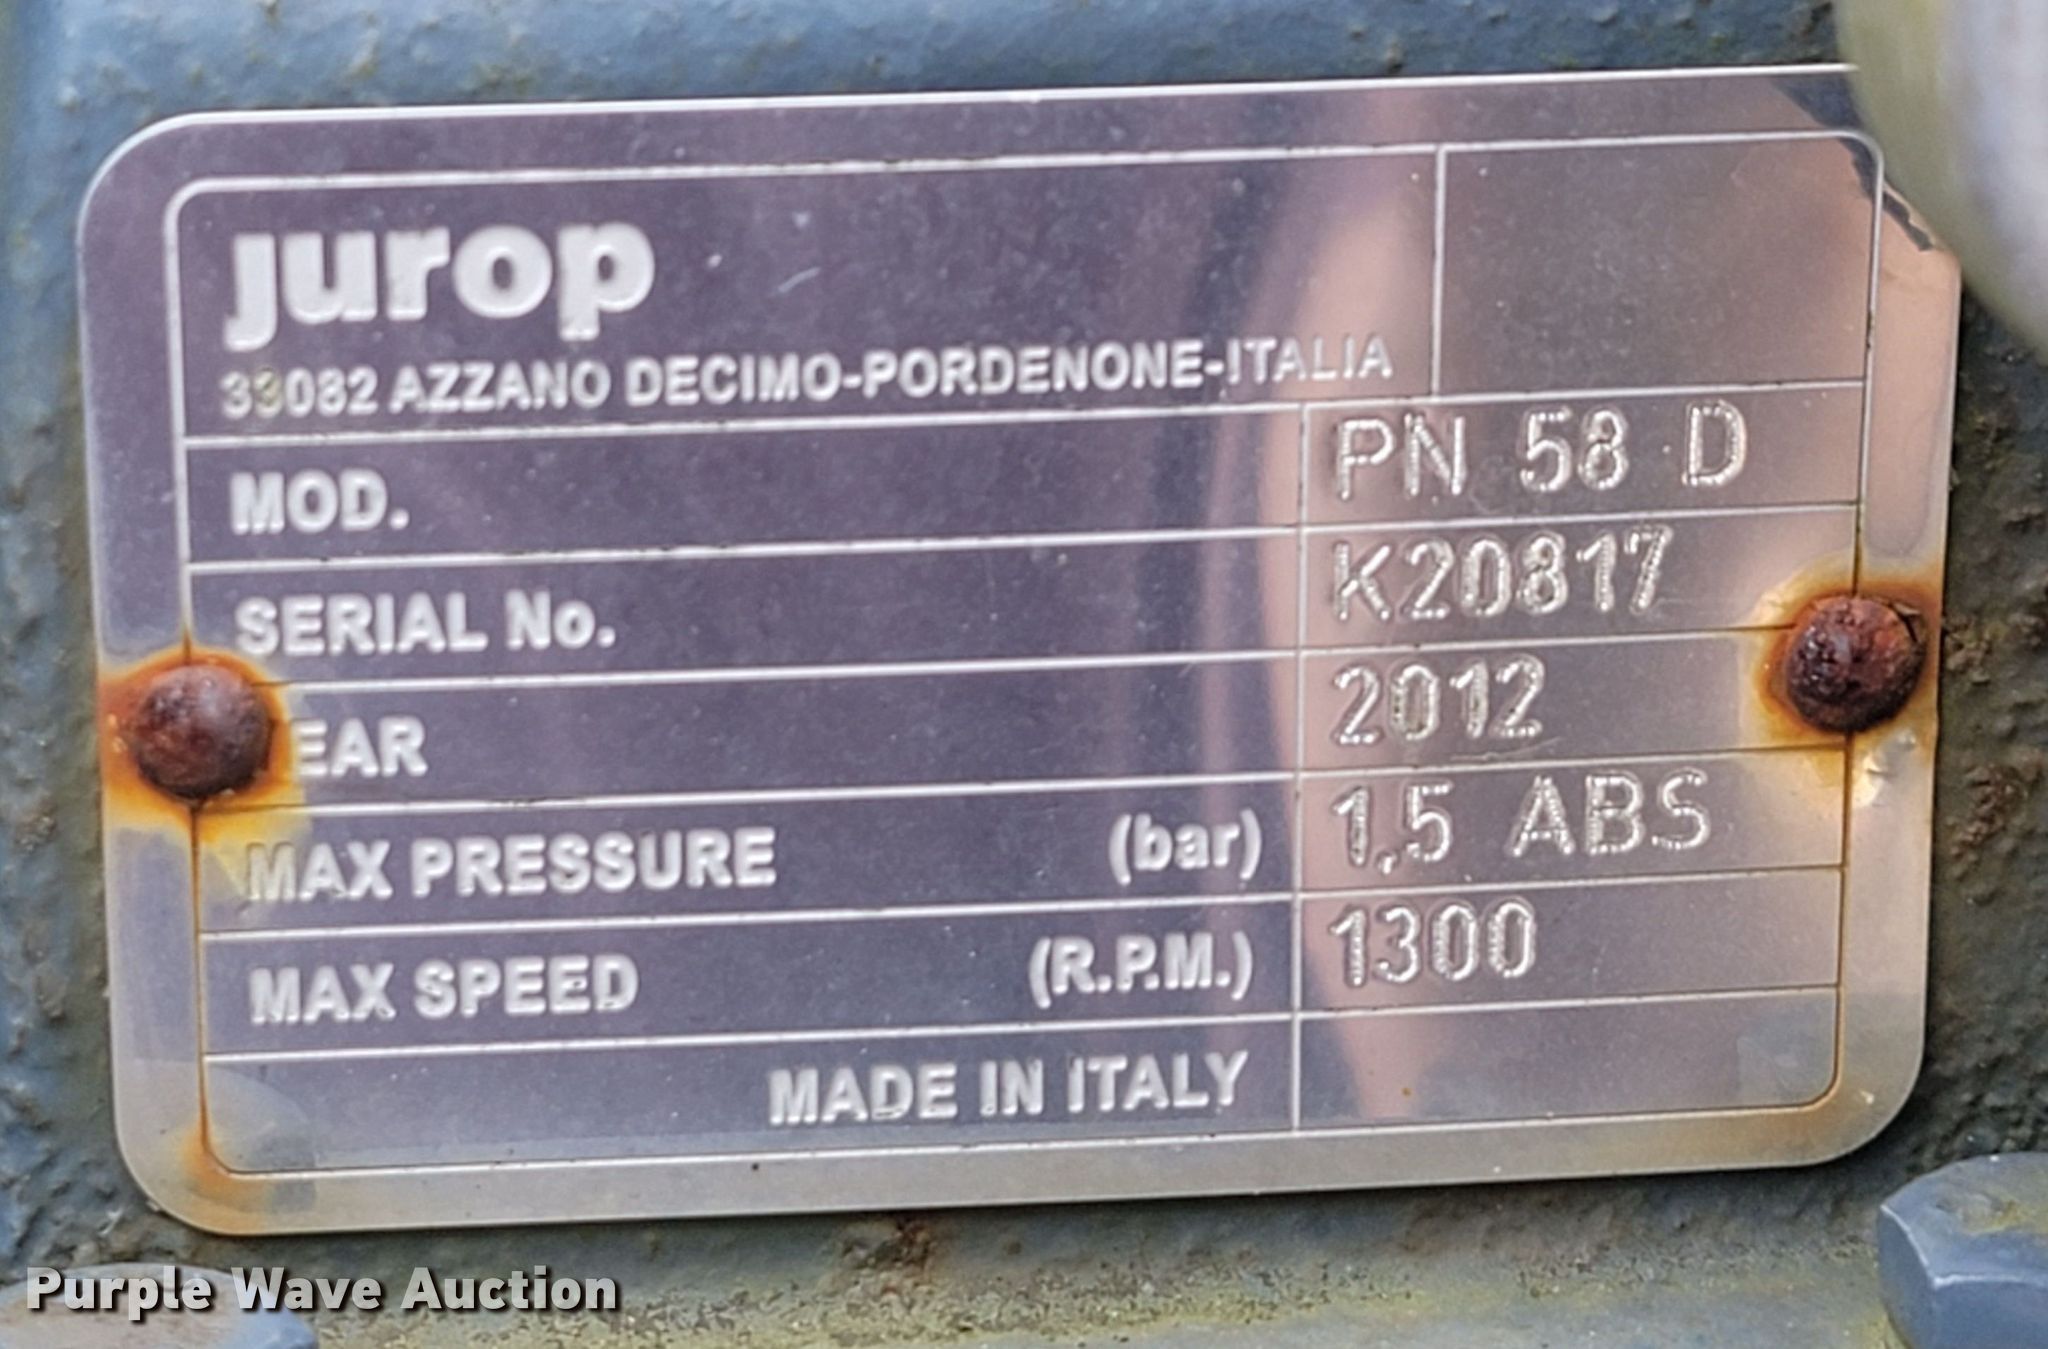 jurop
33082 AZZANO DECIMO-PORDENONE-ITALIA
MOD. PN 58 D
SERIAL No. K20817
EAR 2012
MAX PRESSURE (bar) 1,5 ABS
MAX SPEED (R.P.M.) 1300
MADE IN ITALY
Purple Wave Auction